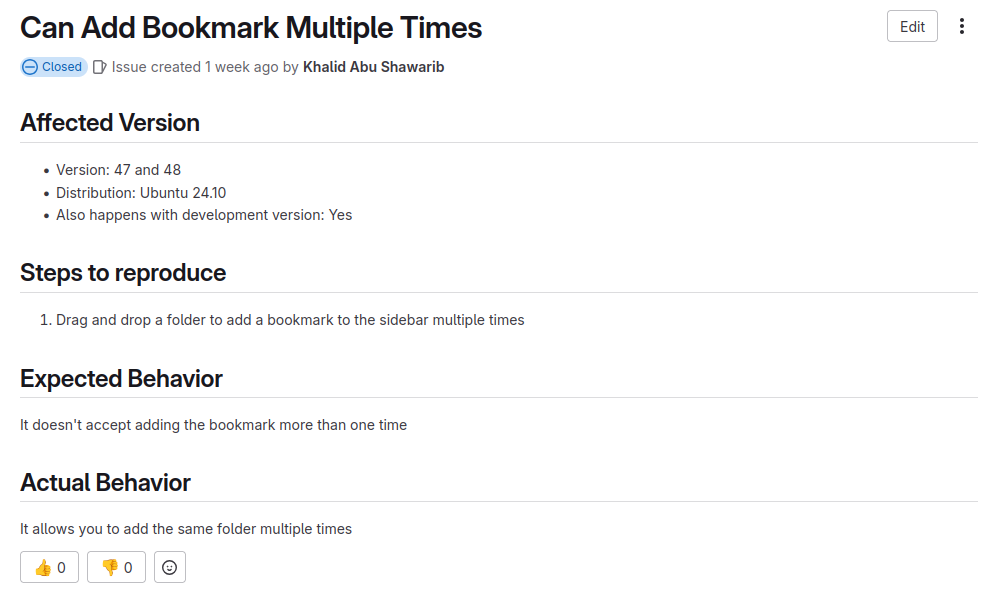 Can Add Bookmark Multiple Times
Edit
Closed Issue created 1 week ago by Khalid Abu Shawarib
Affected Version
• Version: 47 and 48
• Distribution: Ubuntu 24.10
• Also happens with development version: Yes
Steps to reproduce
1. Drag and drop a folder to add a bookmark to the sidebar multiple times
Expected Behavior
It doesn't accept adding the bookmark more than one time
Actual Behavior
It allows you to add the same folder multiple times
👍 0 👎 0